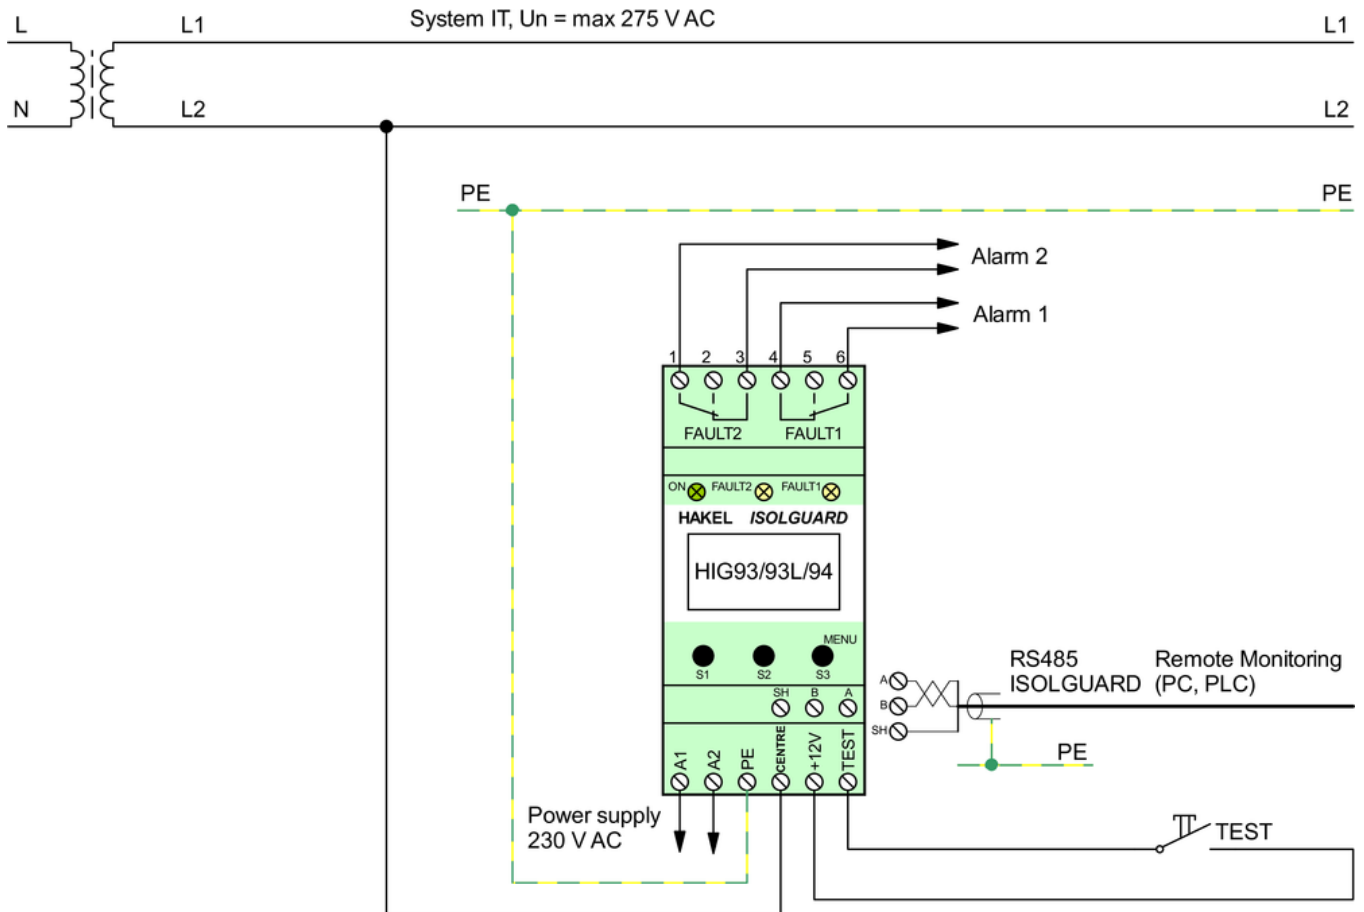 L
L1
System IT, Un = max 275 V AC
L1
N
L2
L2
PE
PE
Alarm 2
Alarm 1
1 2 3 4 5 6
FAULT2 FAULT1
ON FAULT2 FAULT1
HAKEL ISOLGUARD
HIG93/93L/94
MENU
S1 S2 S3
SH B A
A1 A2 PE CENTRE +12V TEST
A
B
SH
RS485
ISOLGUARD
Remote Monitoring
(PC, PLC)
PE
Power supply
230 V AC
TEST